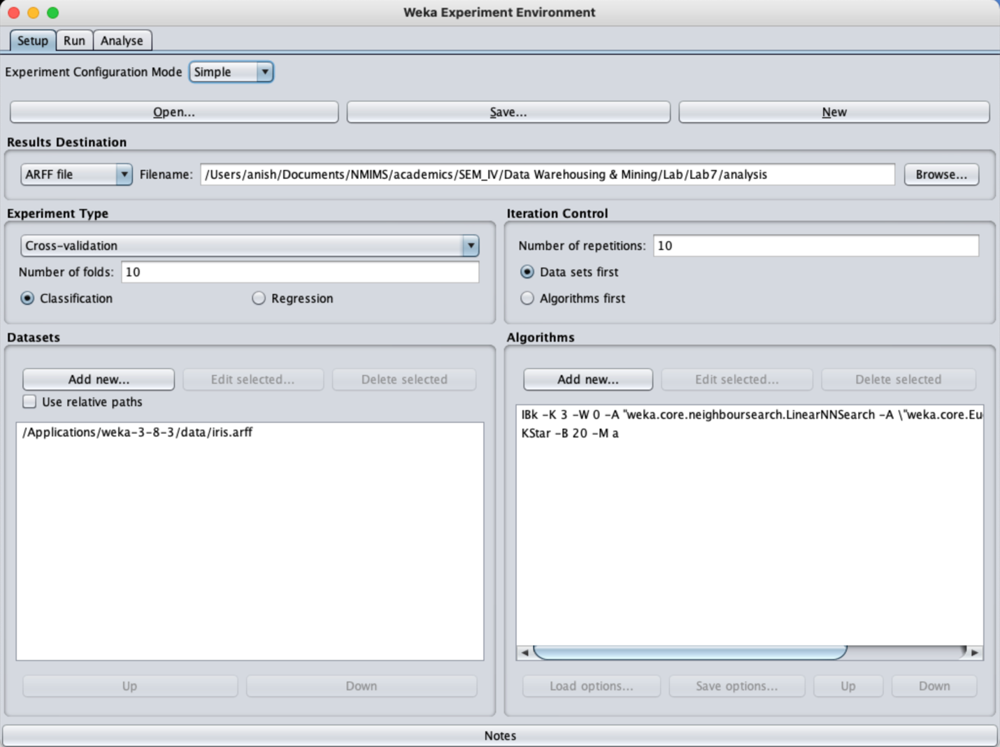 Weka Experiment Environment
Setup Run Analyse
Experiment Configuration Mode Simple
Open... Save... New
Results Destination
ARFF file Filename: /Users/anish/Documents/NMIMS/academics/SEM_IV/Data Warehousing & Mining/Lab/Lab7/analysis Browse...
Experiment Type
Cross-validation
Number of folds: 10
Classification Regression
Iteration Control
Number of repetitions: 10
Data sets first
Algorithms first
Datasets
Add new... Edit selected... Delete selected
Use relative paths
/Applications/weka-3-8-3/data/iris.arff
Up Down
Algorithms
Add new... Edit selected... Delete selected
IBk -K 3 -W 0 -A "weka.core.neighboursearch.LinearNNSearch -A \"weka.core.Eu
KStar -B 20 -M a
Load options... Save options... Up Down
Notes